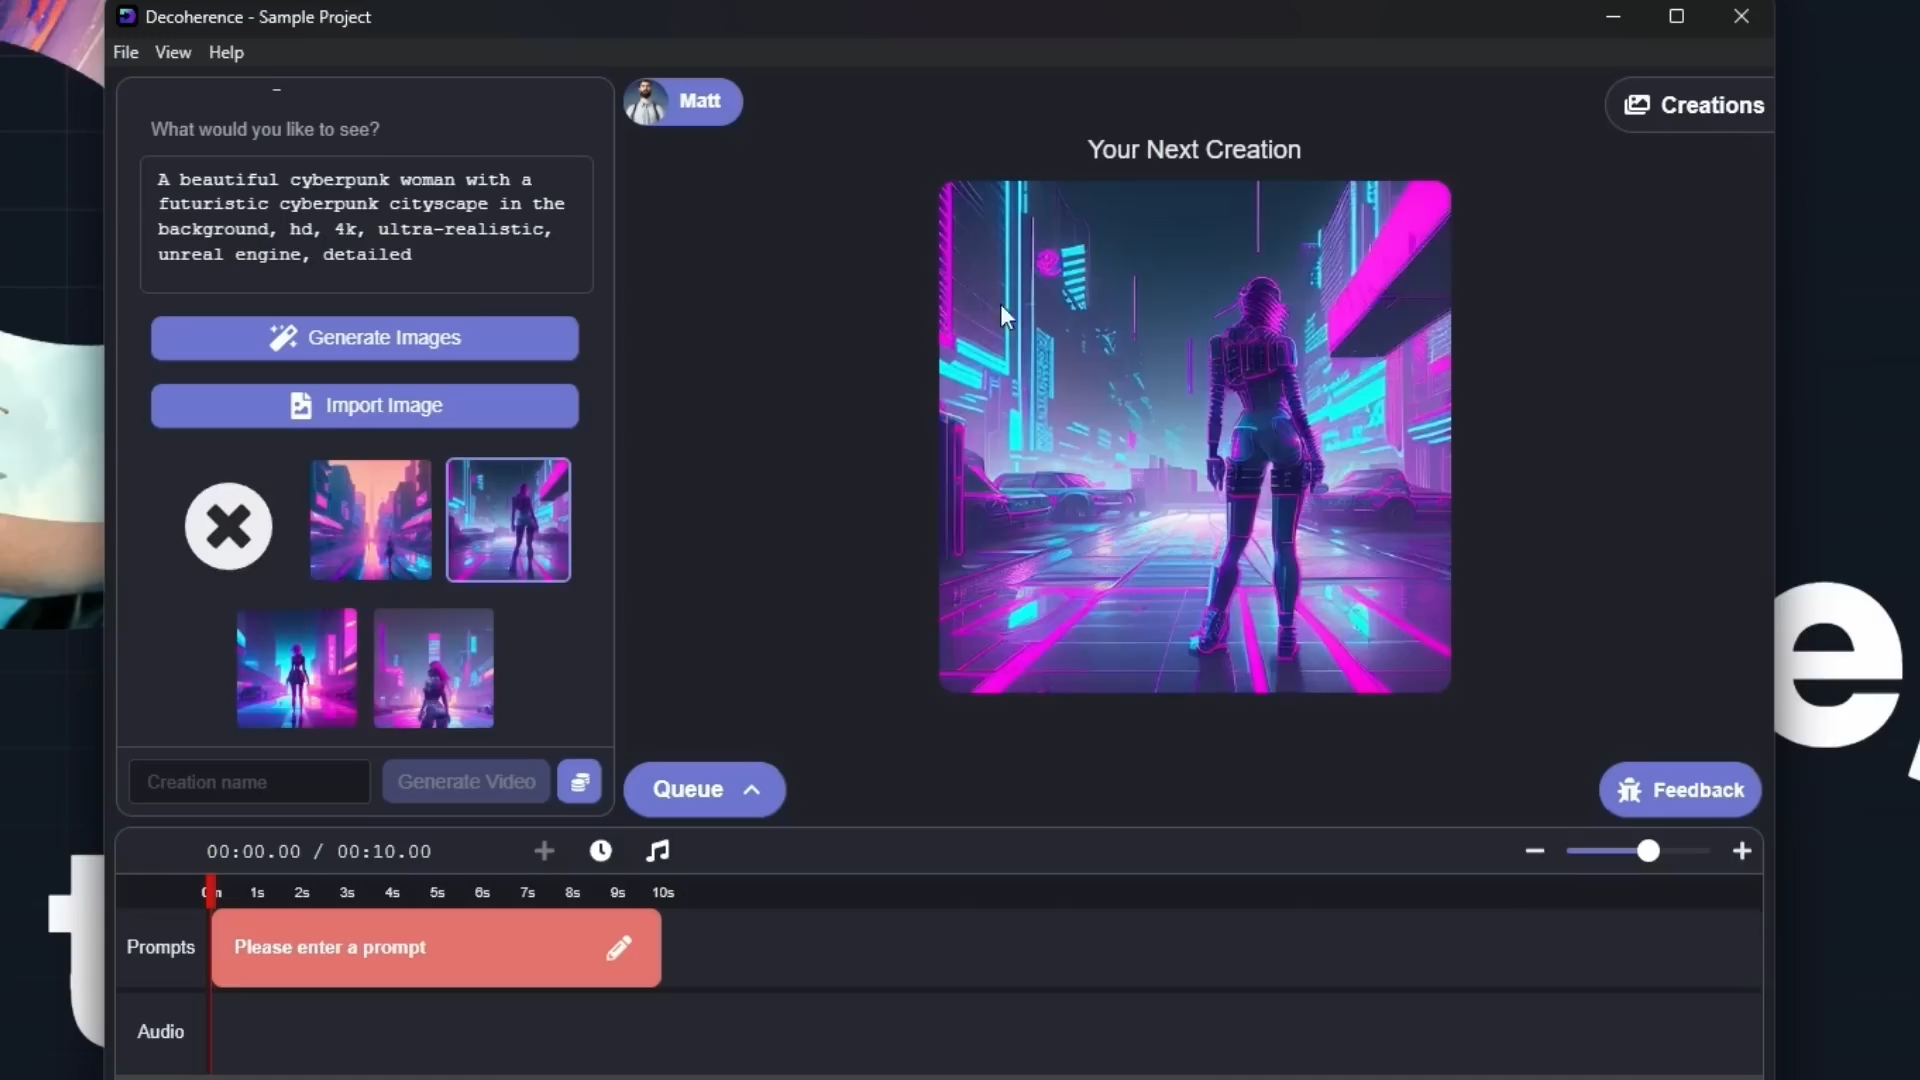 Decoherence - Sample Project
File View Help
What would you like to see?
A beautiful cyberpunk woman with a
futuristic cyberpunk cityscape in the
background, hd, 4k, ultra-realistic,
unreal engine, detailed
Generate Images
Import Image
Creation name
Generate Video
Matt
Creations
Your Next Creation
Queue
Feedback
00:00.00 / 00:10.00
1s 2s 3s 4s 5s 6s 7s 8s 9s 10s
Prompts
Please enter a prompt
Audio
t
e,